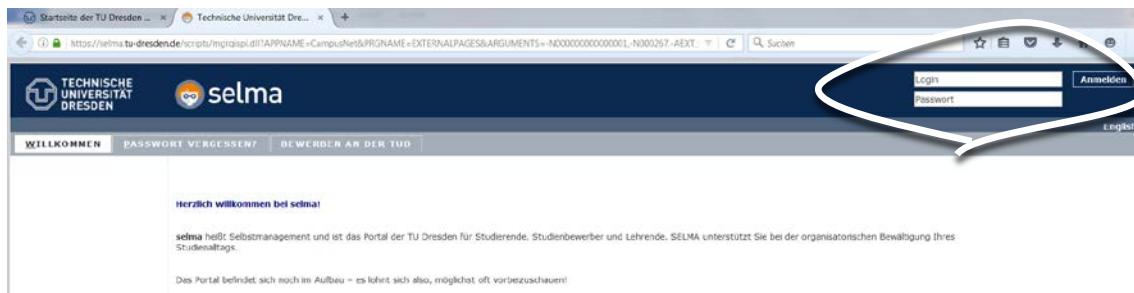 Startseite der TU Dresden ...
Technische Universität Dre...
https://selma.tu-dresden.de/scripts/mgrqispi.dll?APPNAME=CampusNet&PRGNAME=EXTERNALPAGES&ARGUMENTS=-N000000000000001,-N000267,-AEXT_
Suchen
TECHNISCHE
UNIVERSITÄT
DRESDEN
selma
Login
Anmelden
Passwort
English
WILLKOMMEN
PASSWORT VERGESSEN?
BEWERBEN AN DER TUD
Herzlich willkommen bei selma!
selma heißt Selbstmanagement und ist das Portal der TU Dresden für Studierende, Studienbewerber und Lehrende. SELMA unterstützt Sie bei der organisatorischen Bewältigung Ihres
Studienalltags.
Das Portal befindet sich noch im Aufbau – es lohnt sich also, möglichst oft vorbeizuschauen!